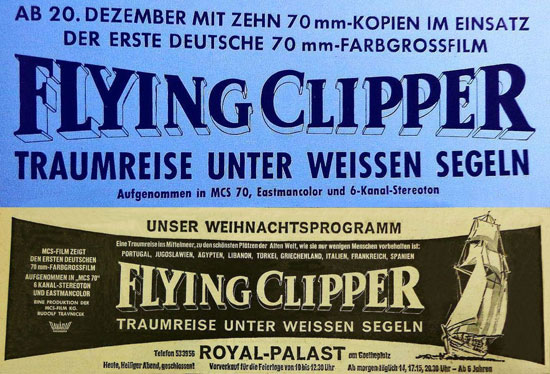 AB 20. DEZEMBER MIT ZEHN 70 mm-KOPIEN IM EINSATZ
DER ERSTE DEUTSCHE 70 mm-FARBGROSSFILM
FLYING CLIPPER
TRAUMREISE UNTER WEISSEN SEGELN
Aufgenommen in MCS 70, Eastmancolor und 6-Kanal-Stereoton
UNSER WEIHNACHTSPROGRAMM
Eine Traumreise ins Mittelmeer, zu den schönsten Plätzen der Alten Welt, wie sie nur wenigen Menschen vorbehalten ist:
PORTUGAL, JUGOSLAWIEN, ÄGYPTEN, LIBANON, TÜRKEI, GRIECHENLAND, ITALIEN, FRANKREICH, SPANIEN
MCS-FILM ZEIGT
DEN ERSTEN DEUTSCHEN
70 mm-FARBGROSSFILM
AUFGENOMMEN IN „MCS 70"
6 KANAL-STEREOTON
UND EASTMANCOLOR
EINE PRODUKTION DER
MCS-FILM KG.
RUDOLF TRAVNICEK
FLYING CLIPPER
TRAUMREISE UNTER WEISSEN SEGELN
Telefon 533956 ROYAL-PALAST am Goetheplatz
Heute, Heiliger Abend, geschlossen! Vorverkauf für die Feiertage von 10 bis 12.30 Uhr Ab morgen täglich 14, 17.15, 20.30 Uhr - Ab 6 Jahren